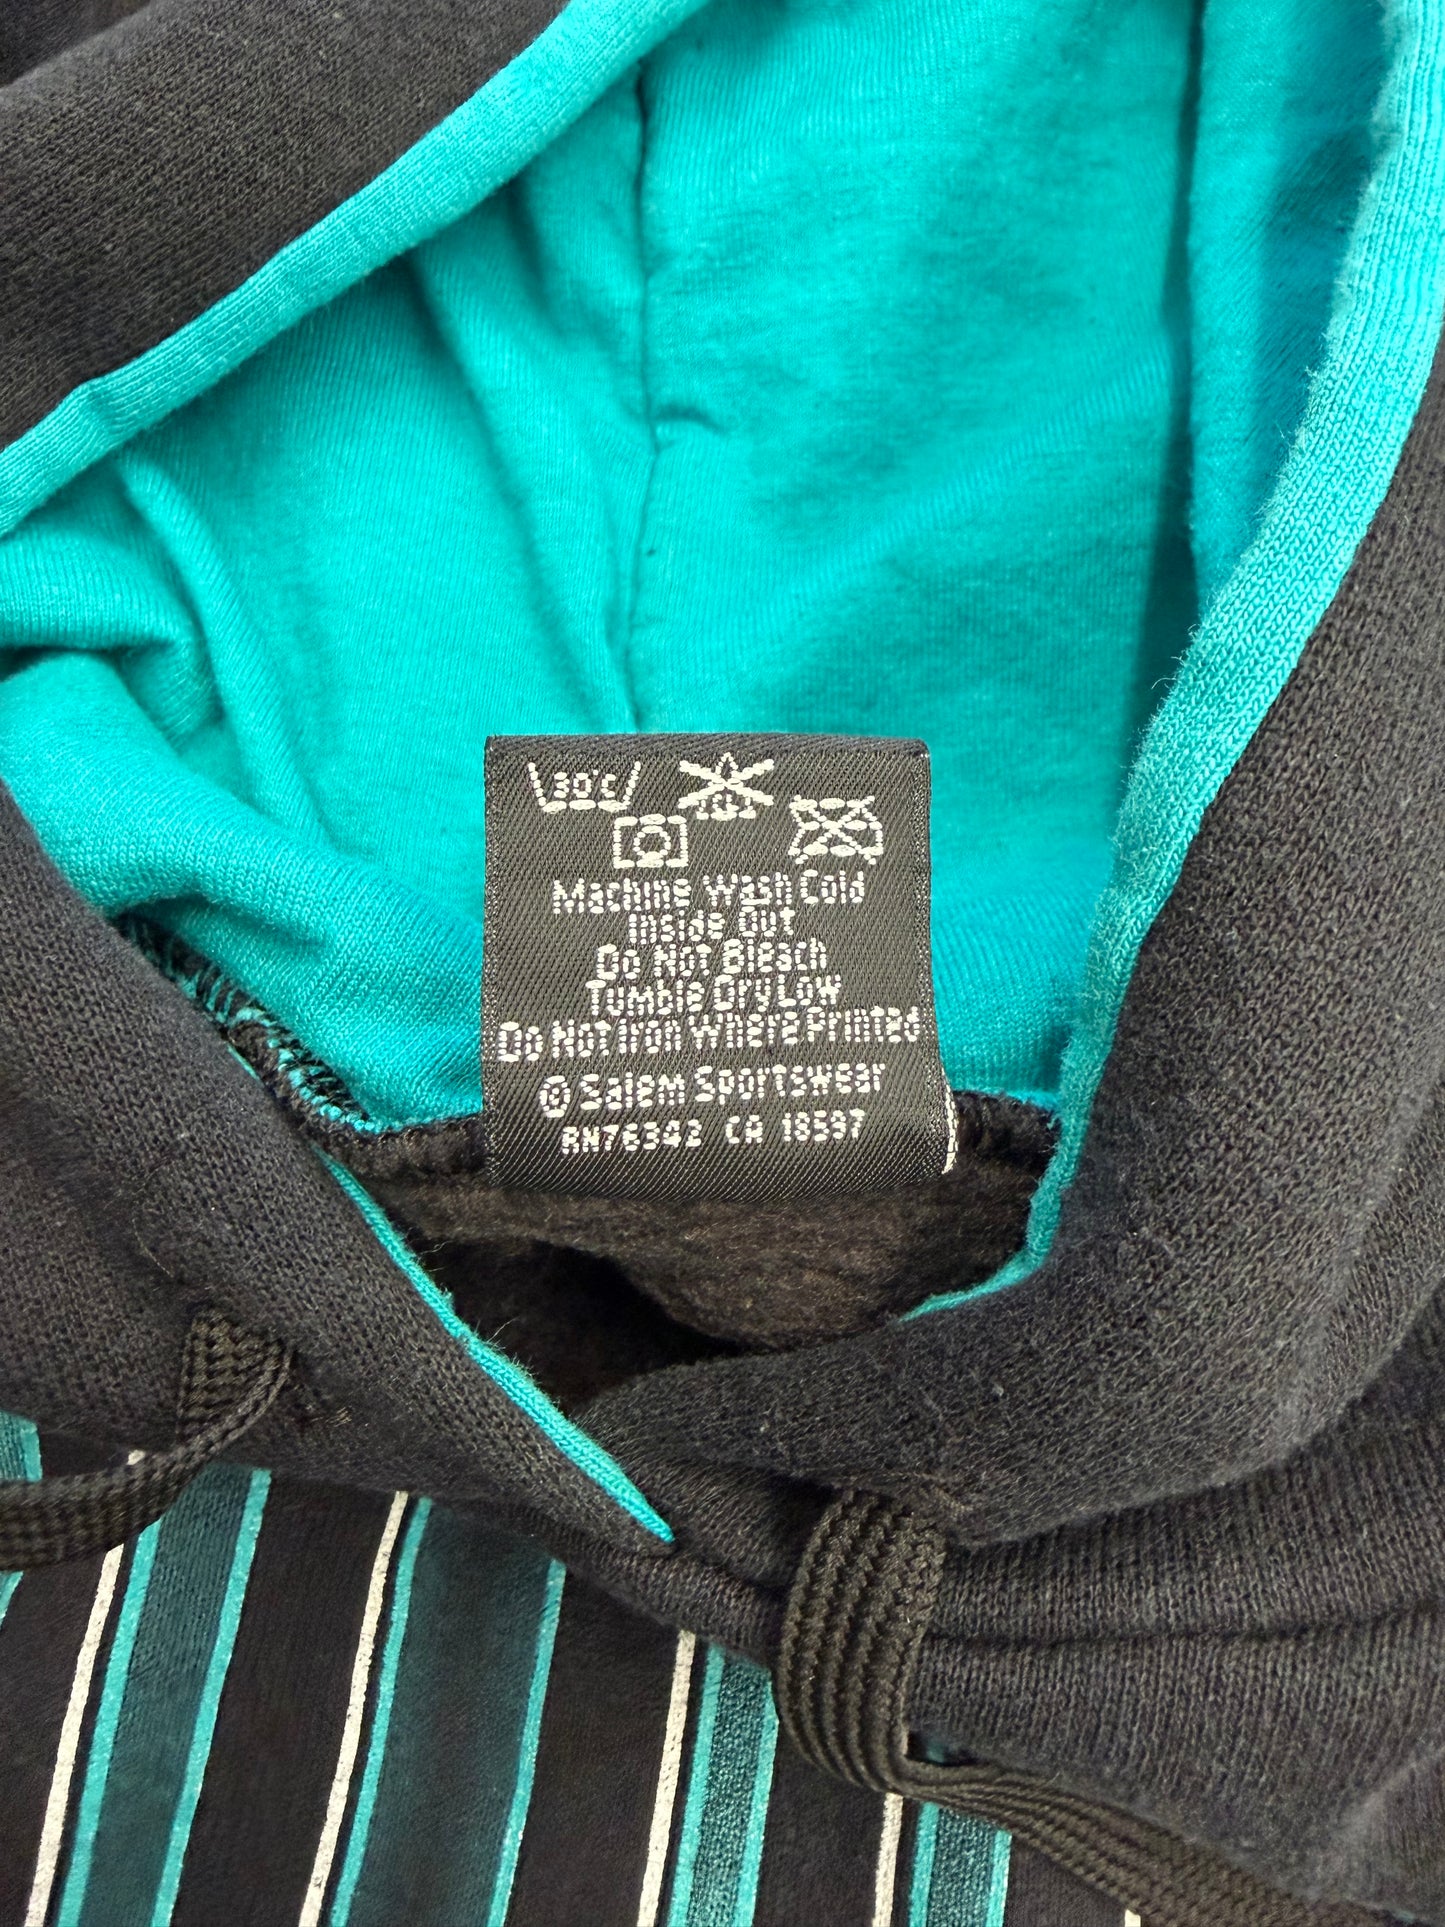 30°C
Machine Wash Cold
Inside Out
Do Not Bleach
Tumble Dry Low
Do Not Iron Where Printed
® Salem Sportswear
RN76342 CA 18597